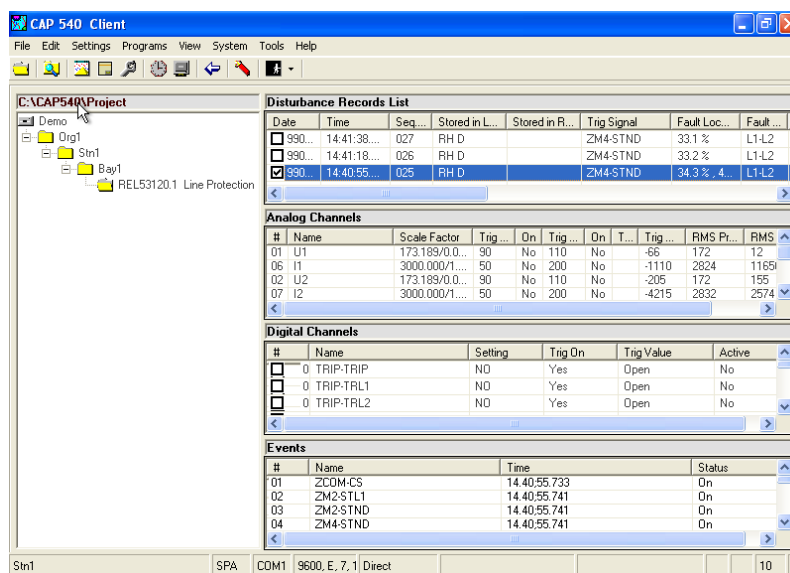 CAP 540 Client
File Edit Settings Programs View System Tools Help
C:\CAP540\Project
Demo
Org1
Stn1
Bay1
REL53120.1 Line Protection
Disturbance Records List
Date Time Seq.... Stored in L... Stored in R... Trig Signal Fault Loc... Fault ...
990... 14:41:38.... 027 RH D ZM4-STND 33.1 % L1-L2
990... 14:41:18.... 026 RH D ZM4-STND 33.2 % L1-L2
990... 14:40:55.... 025 RH D ZM4-STND 34.3 % , 4... L1-L2
Analog Channels
# Name Scale Factor Trig ... On Trig ... On T... Trig ... RMS Pr... RMS
01 U1 173.189/0.0... 90 No 110 No -66 172 12
06 I1 3000.000/1.... 50 No 200 No -1110 2824 1165
02 U2 173.189/0.0... 90 No 110 No -205 172 155
07 I2 3000.000/1.... 50 No 200 No -4215 2832 2574
Digital Channels
# Name Setting Trig On Trig Value Active
0 TRIP-TRIP NO Yes Open No
0 TRIP-TRL1 NO Yes Open No
0 TRIP-TRL2 NO Yes Open No
Events
# Name Time Status
01 ZCOM-CS 14.40;55.733 On
02 ZM2-STL1 14.40;55.741 On
03 ZM2-STND 14.40;55.741 On
04 ZM4-STND 14.40;55.741 On
Stn1 SPA COM1 9600, E, 7, 1 Direct 10